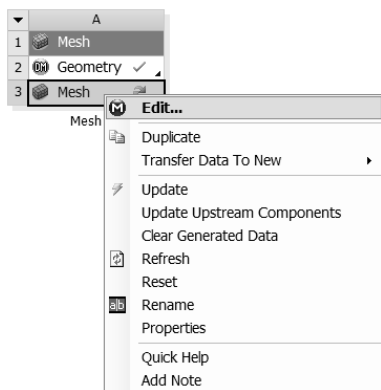 A
1 Mesh
2 DM Geometry
3 Mesh
Mesh
Edit...
Duplicate
Transfer Data To New
Update
Update Upstream Components
Clear Generated Data
Refresh
Reset
a|b Rename
Properties
Quick Help
Add Note